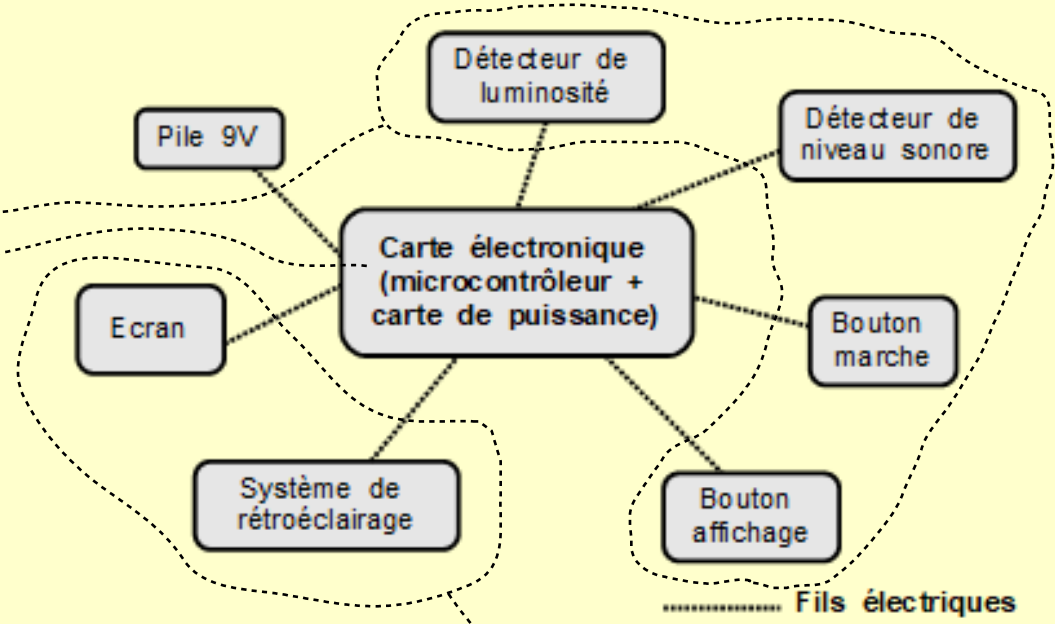 Détecteur de
luminosité
Pile 9V
Détecteur de
niveau sonore
Carte électronique
(microcontrôleur +
carte de puissance)
Ecran
Bouton
marche
Système de
rétroéclairage
Bouton
affichage
Fils électriques